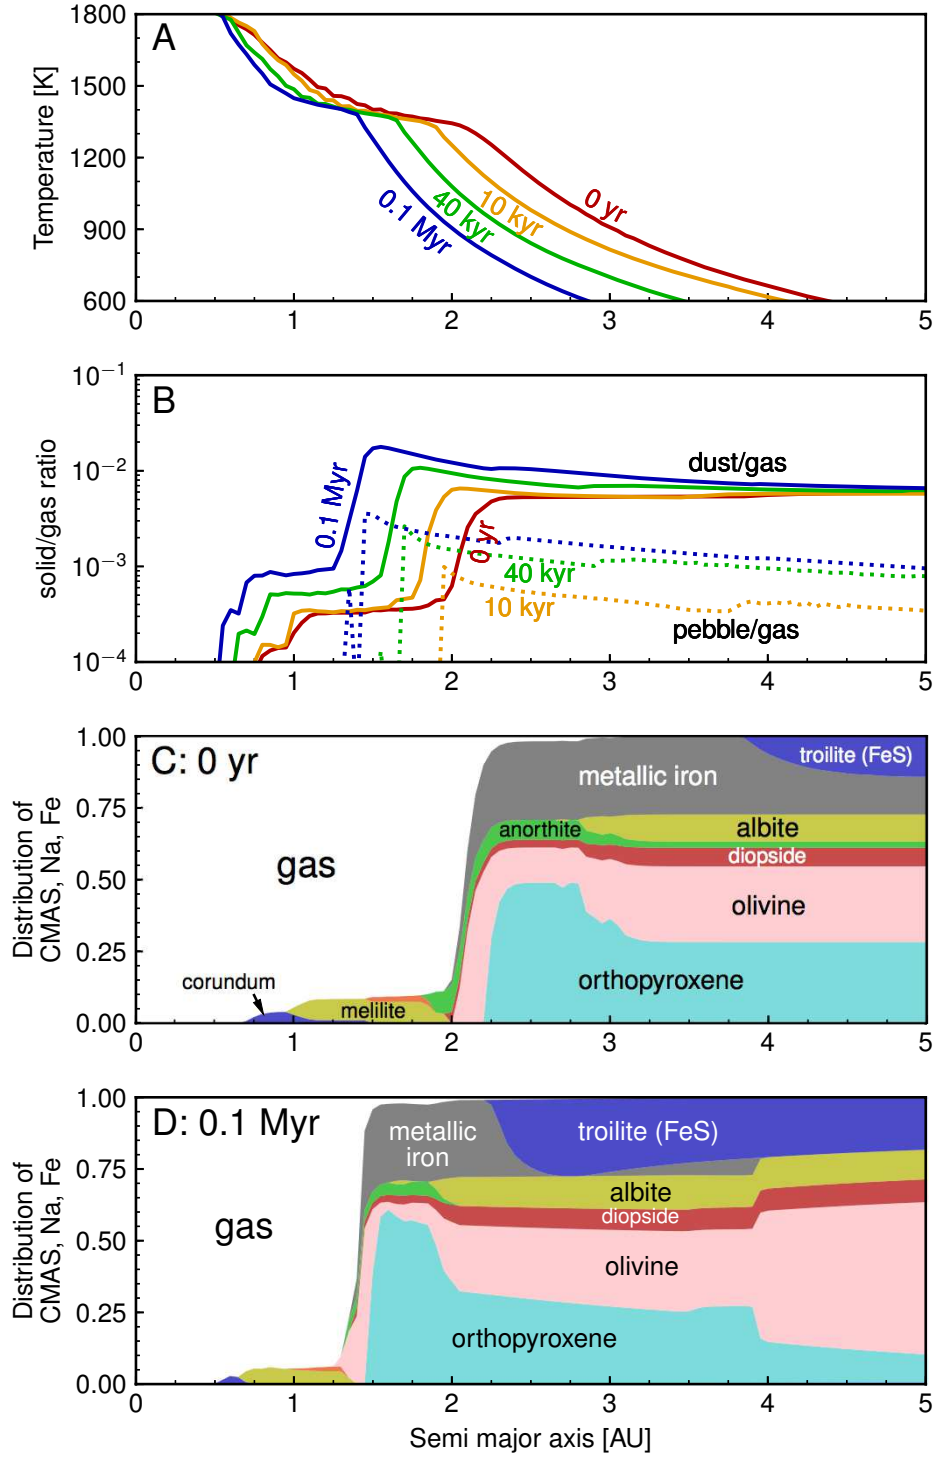 1800
1500
1200
900
600
Temperature [K]
A
0.1 Myr
40 kyr
10 kyr
0 yr
0 1 2 3 4 5
10⁻¹
10⁻²
10⁻³
10⁻⁴
solid/gas ratio
B
dust/gas
0.1 Myr
0 yr
40 kyr
10 kyr
pebble/gas
0 1 2 3 4 5
1.00
0.75
0.50
0.25
0.00
Distribution of
CMAS, Na, Fe
C: 0 yr
troilite (FeS)
metallic iron
anorthite
albite
diopside
gas
olivine
corundum
orthopyroxene
melilite
0 1 2 3 4 5
1.00
0.75
0.50
0.25
0.00
Distribution of
CMAS, Na, Fe
D: 0.1 Myr
metallic
iron
troilite (FeS)
albite
diopside
gas
olivine
orthopyroxene
0 1 2 3 4 5
Semi major axis [AU]